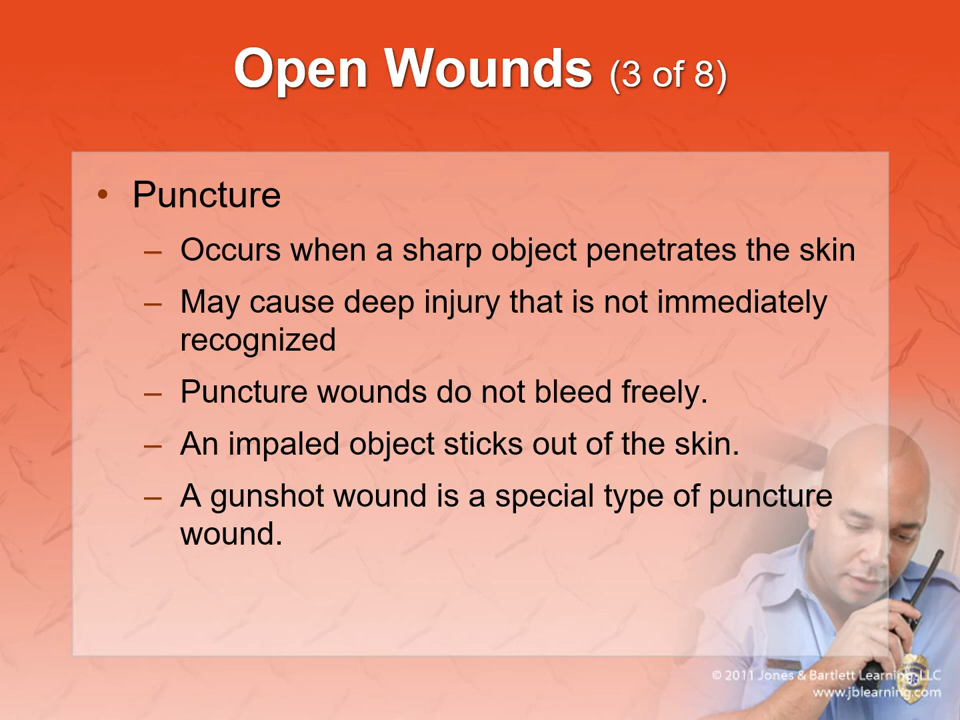 Open Wounds (3 of 8)
• Puncture
– Occurs when a sharp object penetrates the skin
– May cause deep injury that is not immediately
recognized
– Puncture wounds do not bleed freely.
– An impaled object sticks out of the skin.
– A gunshot wound is a special type of puncture
wound.
© 2011 Jones & Bartlett Learning, LLC
www.jblearning.com